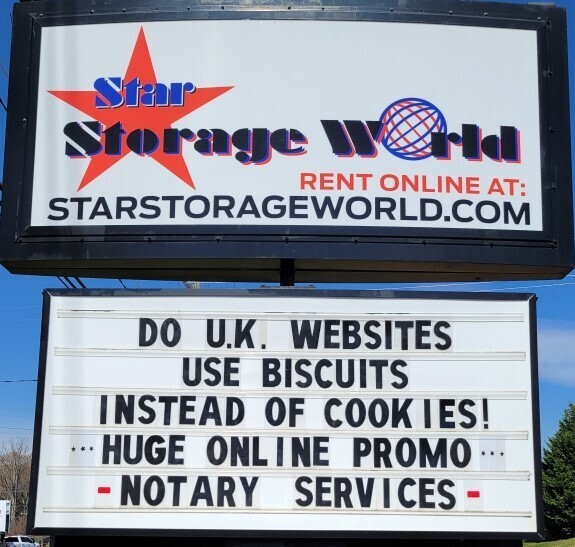 Star
Storage World
RENT ONLINE AT:
STARSTORAGEWORLD.COM
DO U.K. WEBSITES
USE BISCUITS
INSTEAD OF COOKIES!
*** HUGE ONLINE PROMO ***
- NOTARY SERVICES -